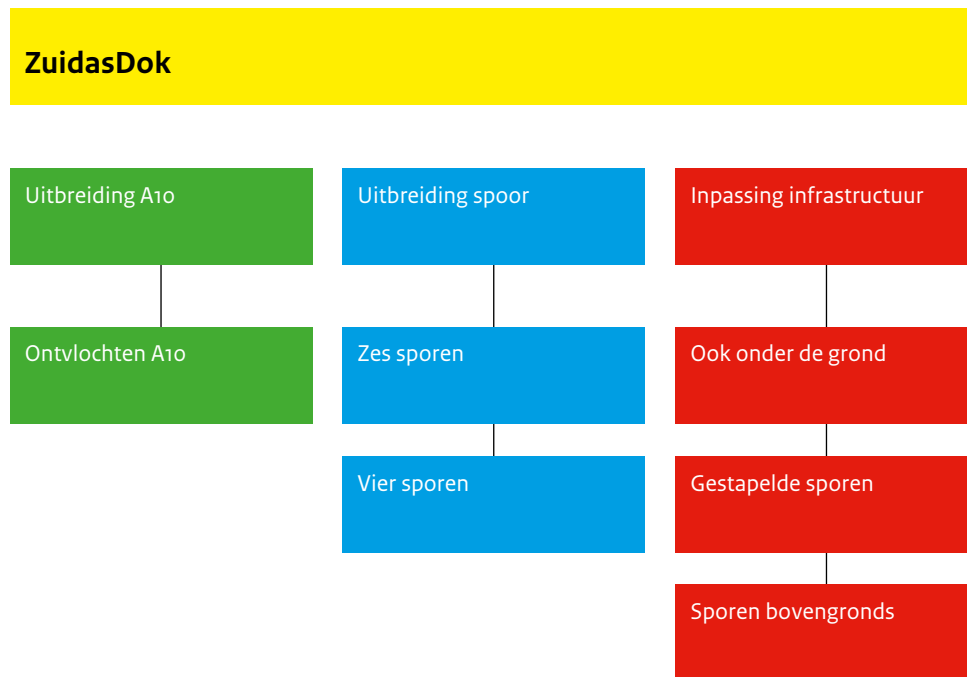 ZuidasDok
Uitbreiding A10
Uitbreiding spoor
Inpassing infrastructuur
Ontvlochten A10
Zes sporen
Ook onder de grond
Vier sporen
Gestapelde sporen
Sporen bovengronds